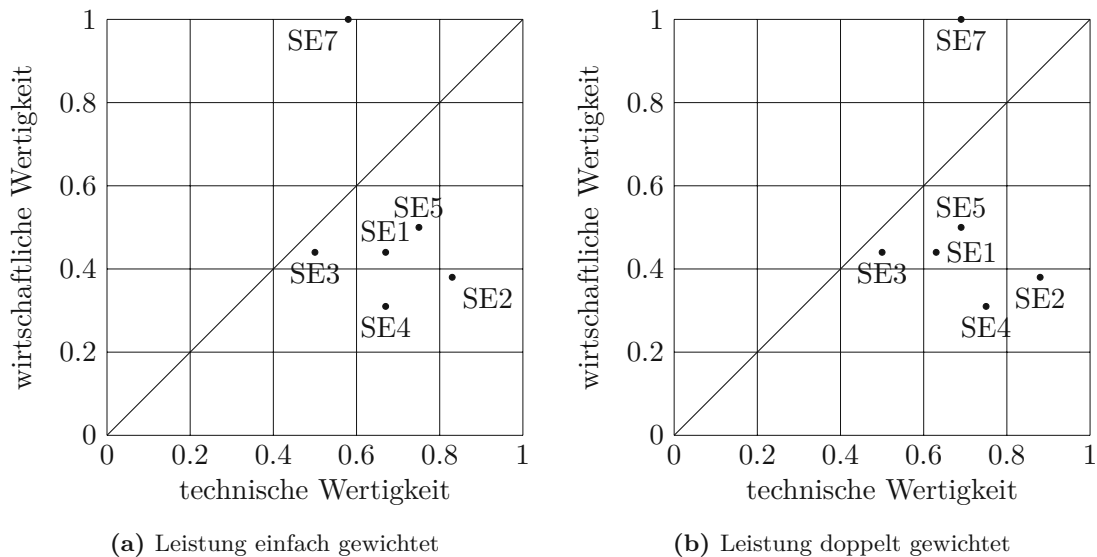 1
0.8
0.6
0.4
0.2
0
0
0.2
0.4
0.6
0.8
1
wirtschaftliche Wertigkeit
technische Wertigkeit
SE7
SE5
SE1
SE3
SE2
SE4
(a) Leistung einfach gewichtet
1
0.8
0.6
0.4
0.2
0
0
0.2
0.4
0.6
0.8
1
wirtschaftliche Wertigkeit
technische Wertigkeit
SE7
SE5
SE1
SE3
SE2
SE4
(b) Leistung doppelt gewichtet